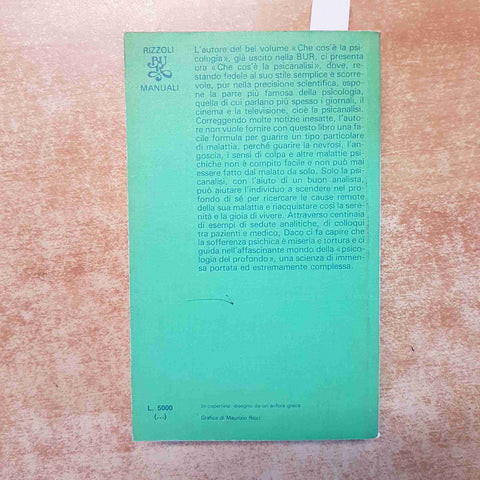 RIZZOLI
BUR
MANUALI
L'autore del bel volume «Che cos'è la psi-
cologia», già uscito nella BUR, ci presenta
ora «Che cos'è la psicanalisi», dove, re-
stando fedele al suo stile semplice e scorre-
vole, pur nella precisione scientifica, espo-
ne la parte più famosa della psicologia,
quella di cui parlano più spesso i giornali, il
cinema e la televisione, cioè la psicanalisi.
Correggendo molte notizie inesatte, l'auto-
re non vuole fornire con questo libro una fa-
cile formula per guarire un tipo particolare
di malattia, perché guarire la nevrosi, l'an-
goscia, i sensi di colpa e altre malattie psi-
chiche non è compito facile e non può mai
essere fatto dal malato da solo. Solo la psi-
canalisi, con l'aiuto di un buon analista,
può aiutare l'individuo a scendere nel pro-
fondo di sé per ricercare le cause remote
della sua malattia e riacquistare così la sere-
nità e la gioia di vivere. Attraverso centinaia
di esempi di sedute analitiche, di colloqui
tra pazienti e medico, Daco ci fa capire che
la sofferenza psichica è miseria e tortura e ci
guida nell'affascinante mondo della «psico-
logia del profondo», una scienza di immen-
sa portata ed estremamente complessa.
L. 5000
(...)
In copertina: disegno da un'anfora greca
Grafica di Maurizio Ricci